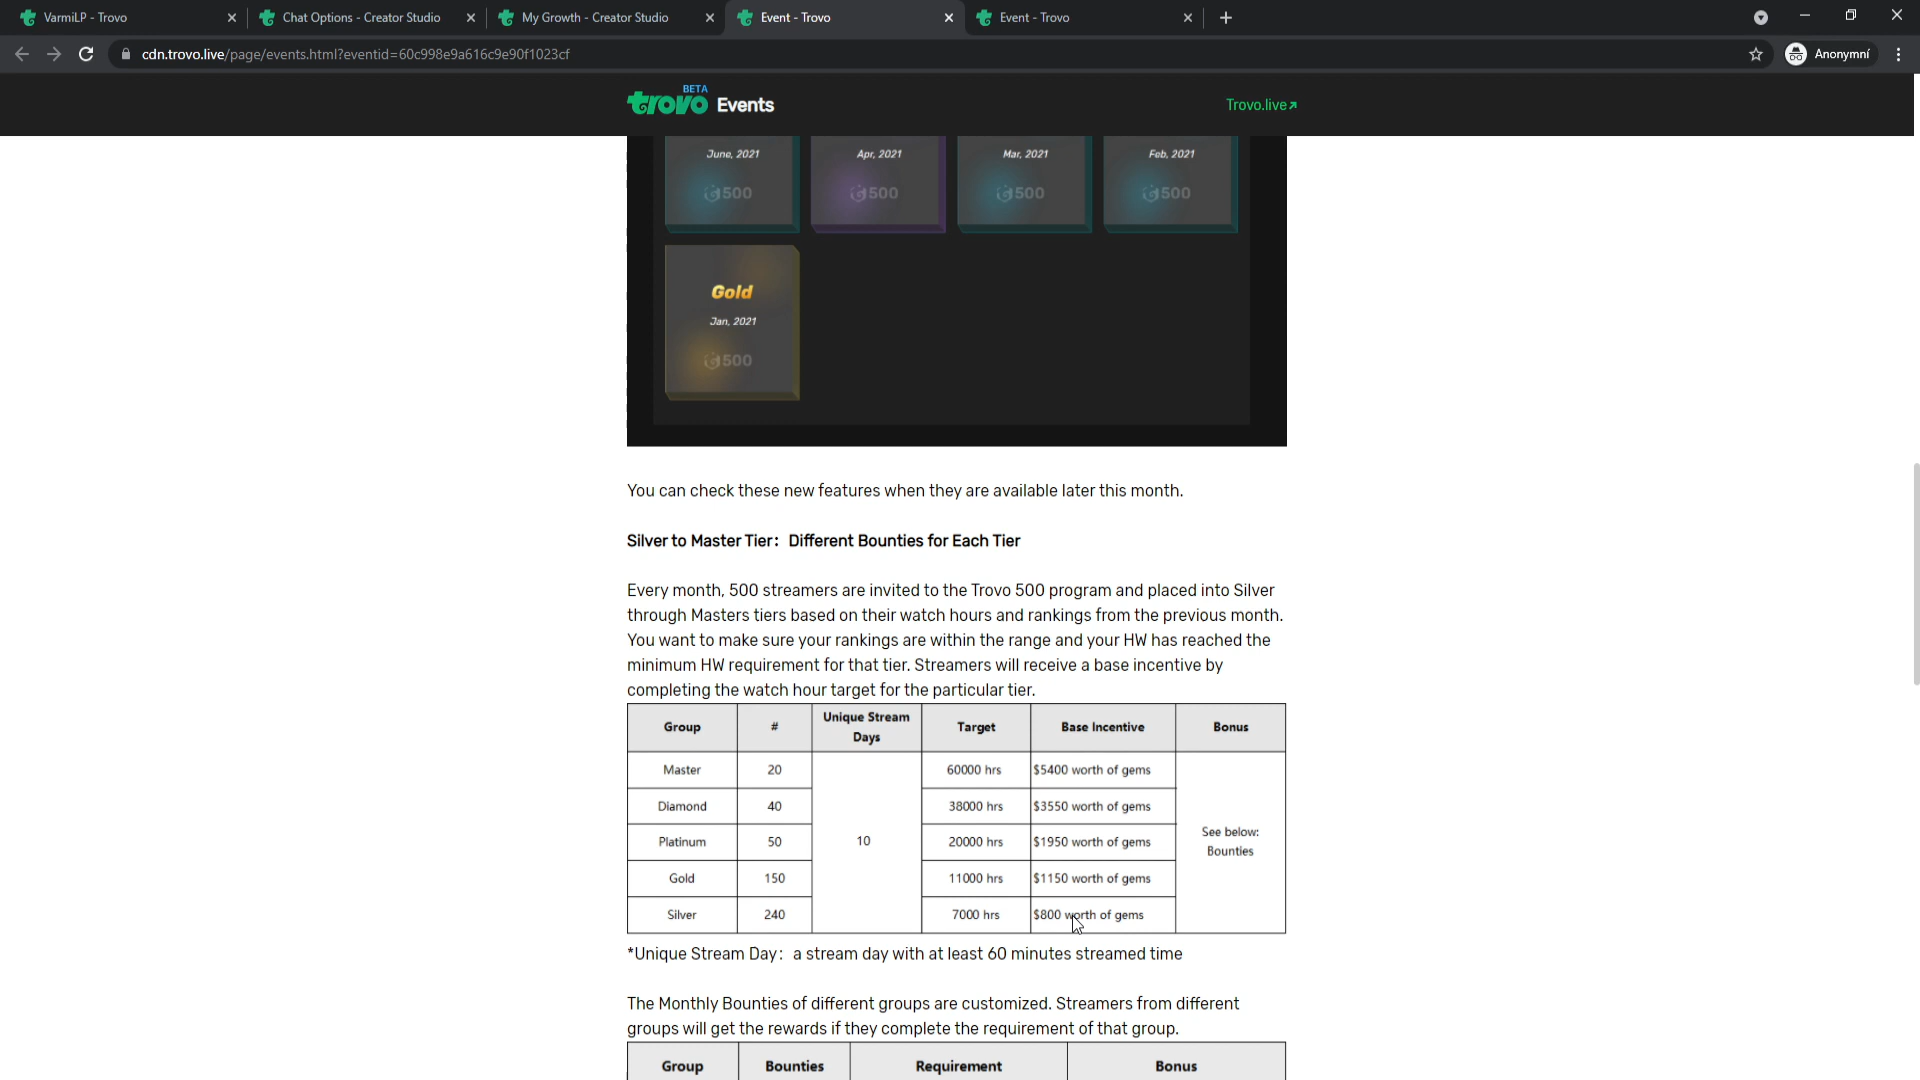 VarmiLP - Trovo
Chat Options - Creator Studio
My Growth - Creator Studio
Event - Trovo
Event - Trovo
cdn.trovo.live/page/events.html?eventid=60c998e9a616c9e90f1023cf
Anonymní
BETA
trovo Events
Trovo.live
June, 2021 Apr, 2021 Mar, 2021 Feb, 2021
500 500 500 500
Gold
Jan, 2021
500
You can check these new features when they are available later this month.
Silver to Master Tier: Different Bounties for Each Tier
Every month, 500 streamers are invited to the Trovo 500 program and placed into Silver
through Masters tiers based on their watch hours and rankings from the previous month.
You want to make sure your rankings are within the range and your HW has reached the
minimum HW requirement for that tier. Streamers will receive a base incentive by
completing the watch hour target for the particular tier.
Group # Unique Stream Days Target Base Incentive Bonus
Master 20 60000 hrs $5400 worth of gems
Diamond 40 38000 hrs $3550 worth of gems
Platinum 50 10 20000 hrs $1950 worth of gems See below: Bounties
Gold 150 11000 hrs $1150 worth of gems
Silver 240 7000 hrs $800 worth of gems
*Unique Stream Day: a stream day with at least 60 minutes streamed time
The Monthly Bounties of different groups are customized. Streamers from different
groups will get the rewards if they complete the requirement of that group.
Group Bounties Requirement Bonus